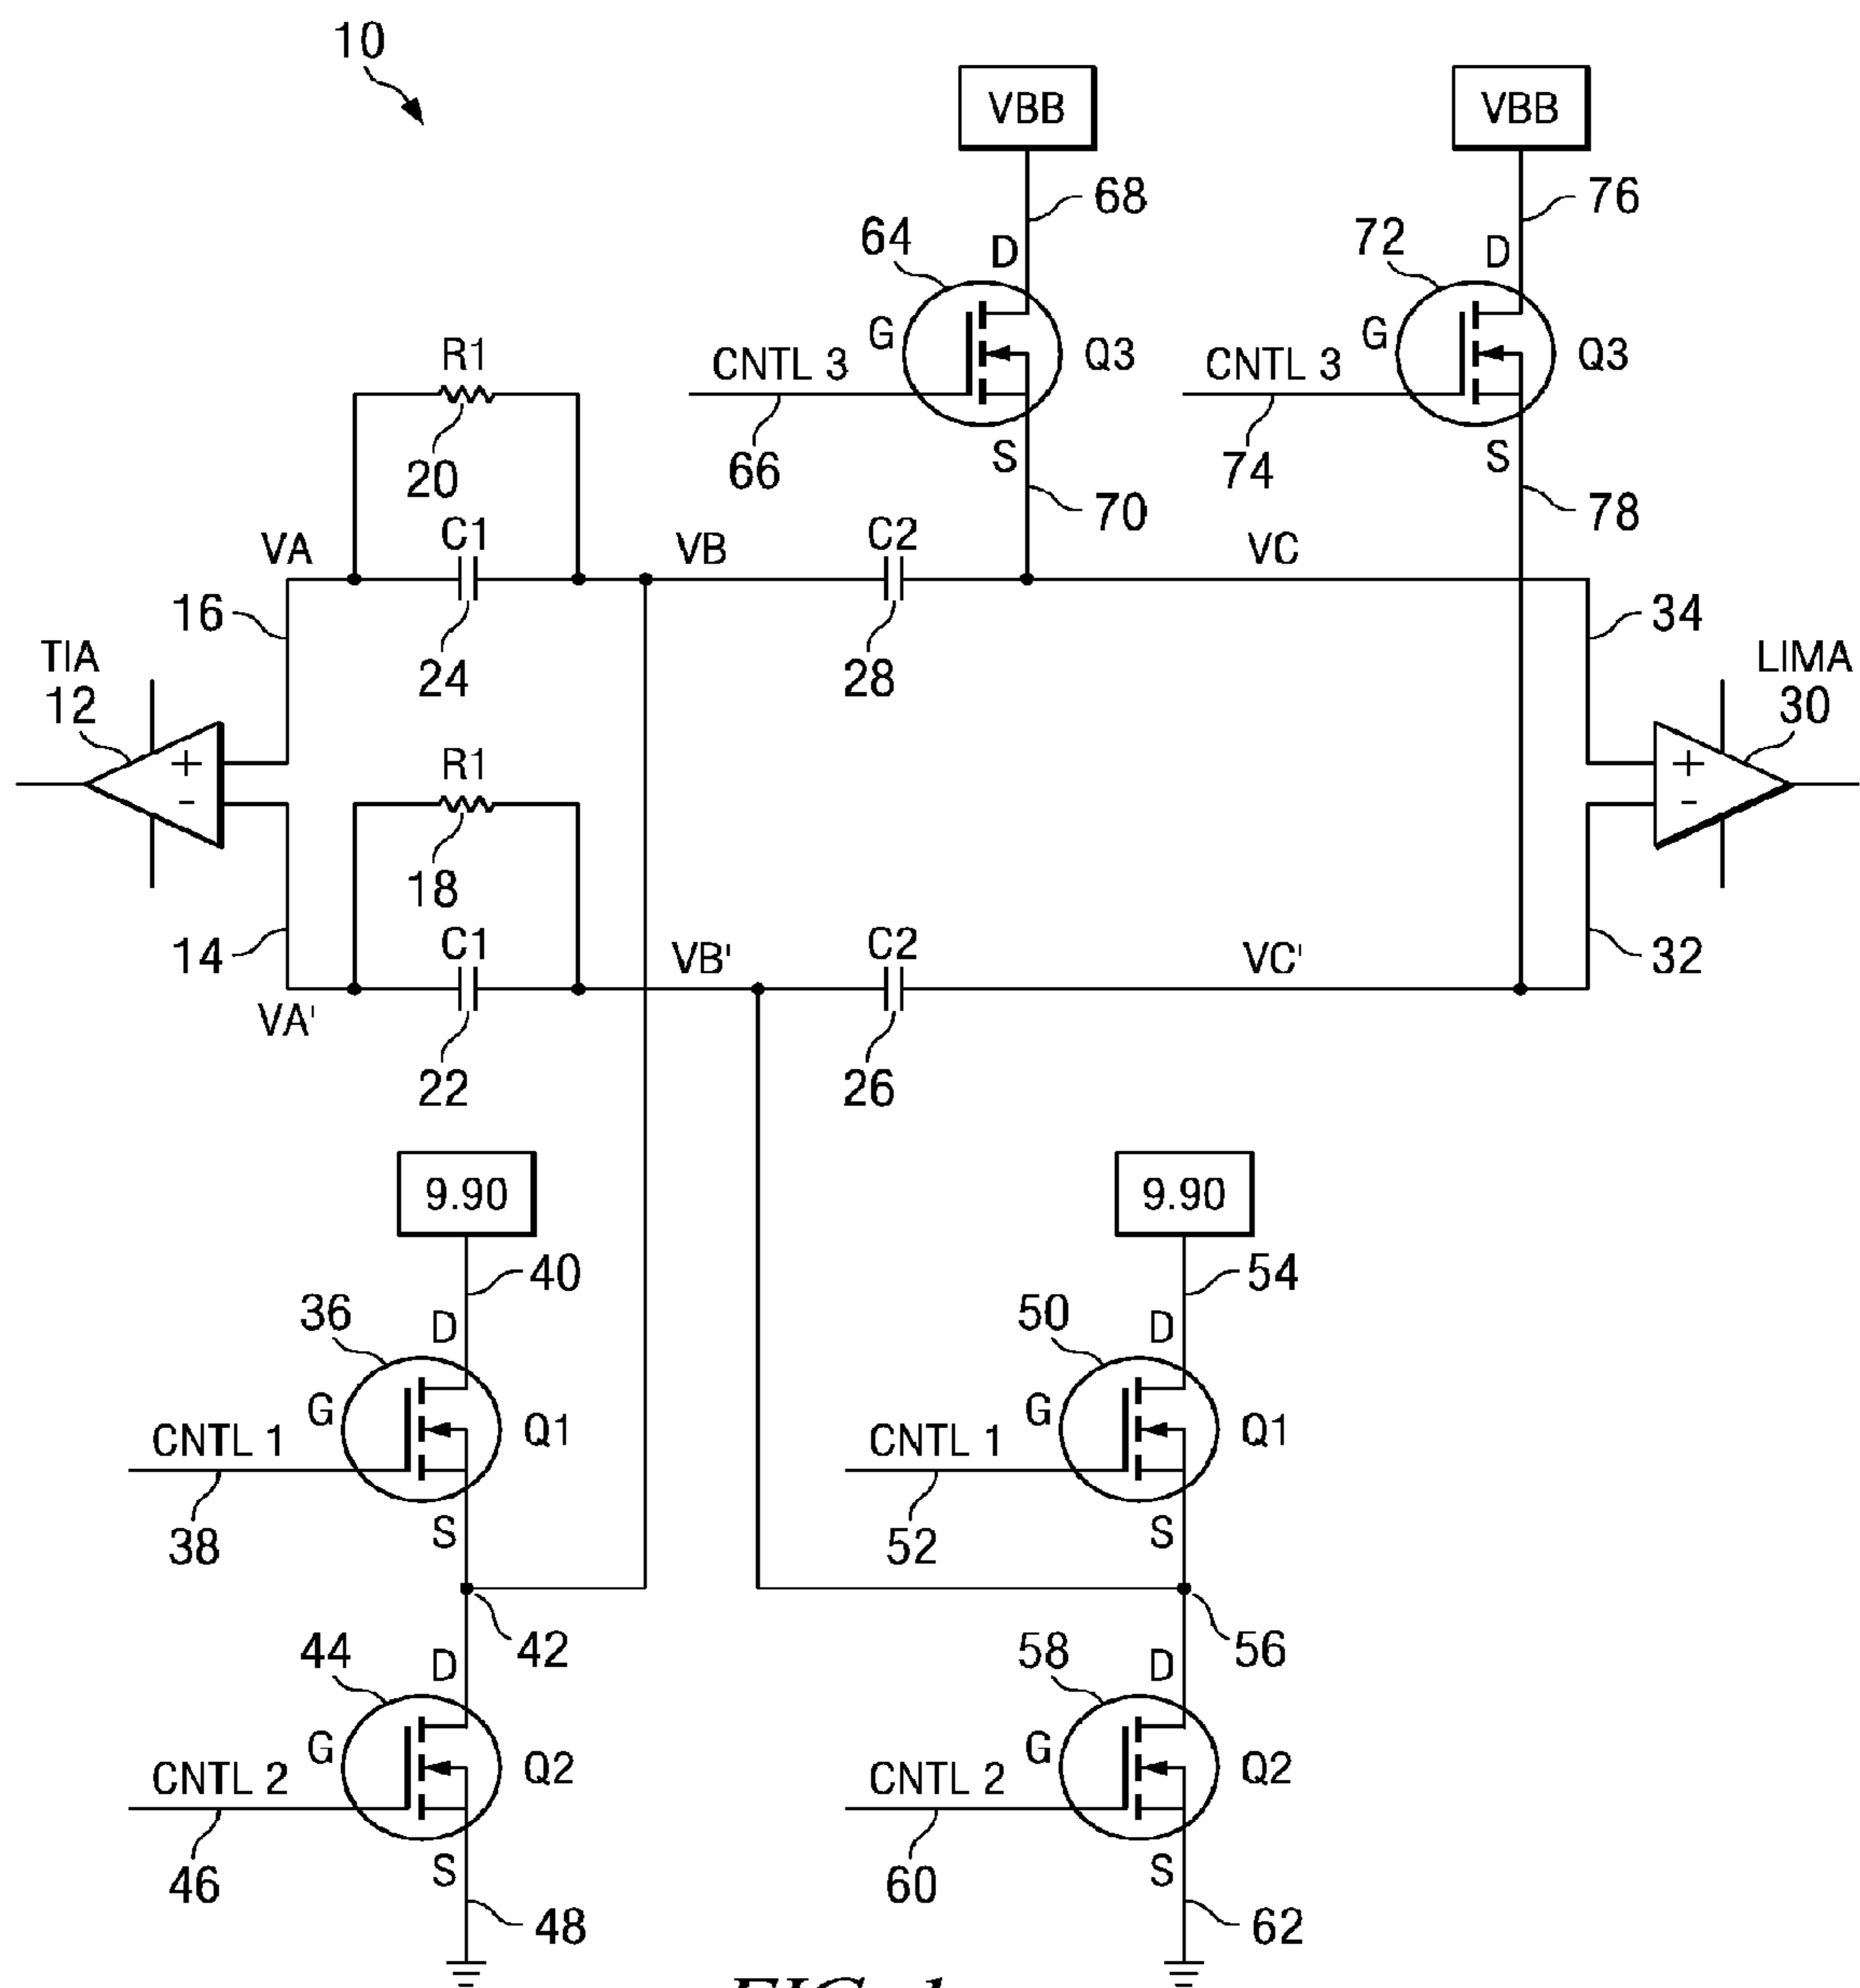 10
VBB VBB
68 76
64 D 72 D
G Q3 G Q3
R1 CNTL 3 CNTL 3
20 66 S 74 S
70 78
VA C1 VB C2 VC
16 34
TIA 24 28 LIMA
12 30
+ +
R1
- -
18
14 C1 VB' C2 VC' 32
VA'
22 26
9.90 9.90
40 54
36 D 50 D
G Q1 G Q1
CNTL 1 CNTL 1
38 S 52 S
42 56
44 D 58 D
G Q2 G Q2
CNTL 2 CNTL 2
46 S 60 S
48 62
FIG. 1